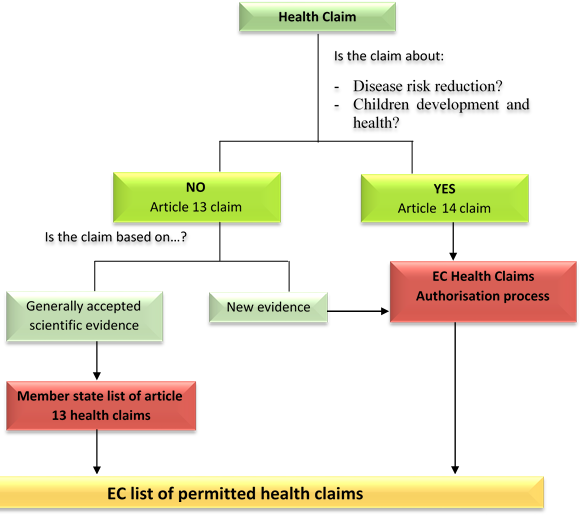 Health Claim
Is the claim about:
- Disease risk reduction?
- Children development and
health?
NO
Article 13 claim
YES
Article 14 claim
Is the claim based on...?
EC Health Claims
Authorisation process
Generally accepted
scientific evidence
New evidence
Member state list of article
13 health claims
EC list of permitted health claims